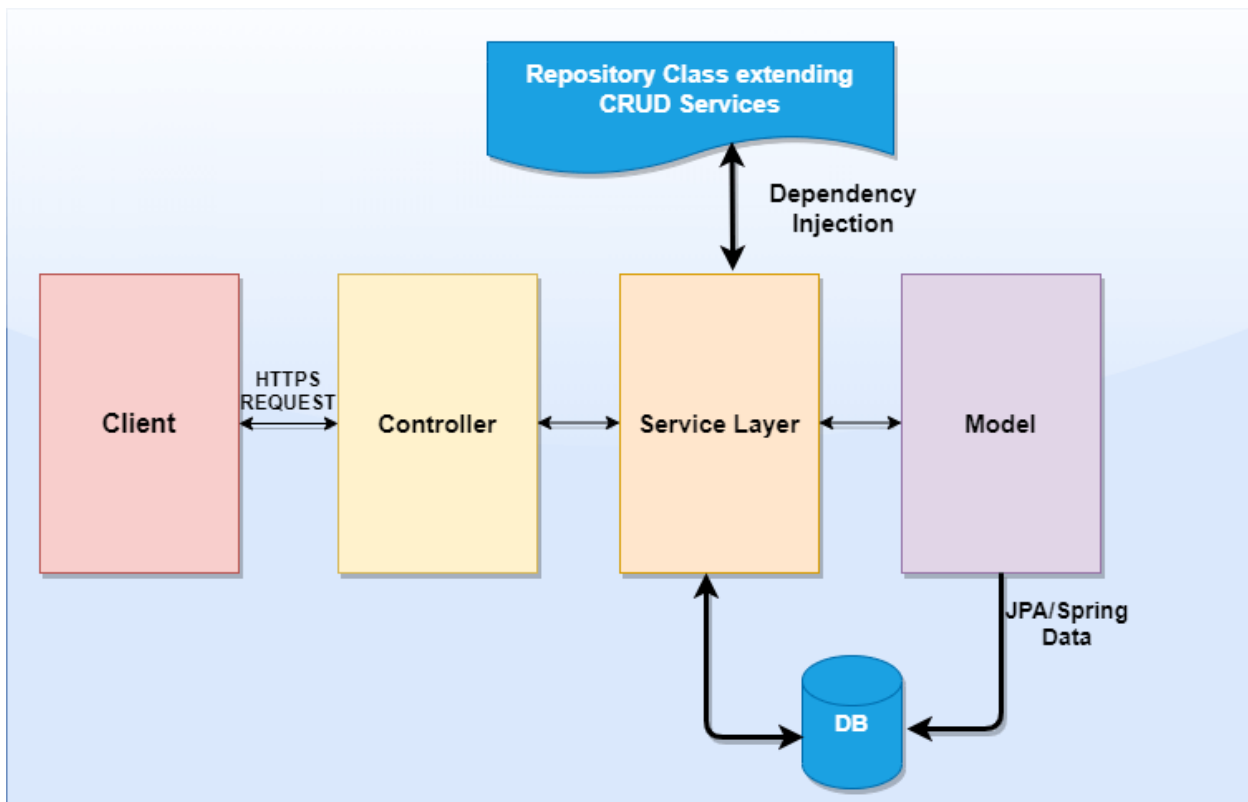 Repository Class extending
CRUD Services
Dependency
Injection
HTTPS
REQUEST
Client
Controller
Service Layer
Model
JPA/Spring
Data
DB